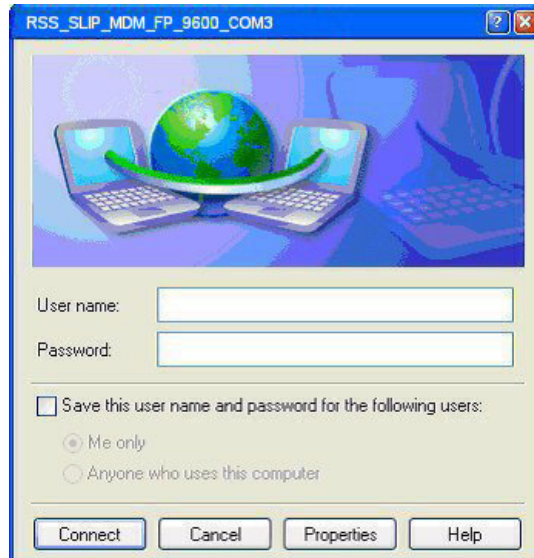 RSS_SLIP_MDM_FP_9600_COM3
User name:
Password:
Save this user name and password for the following users:
Me only
Anyone who uses this computer
Connect Cancel Properties Help